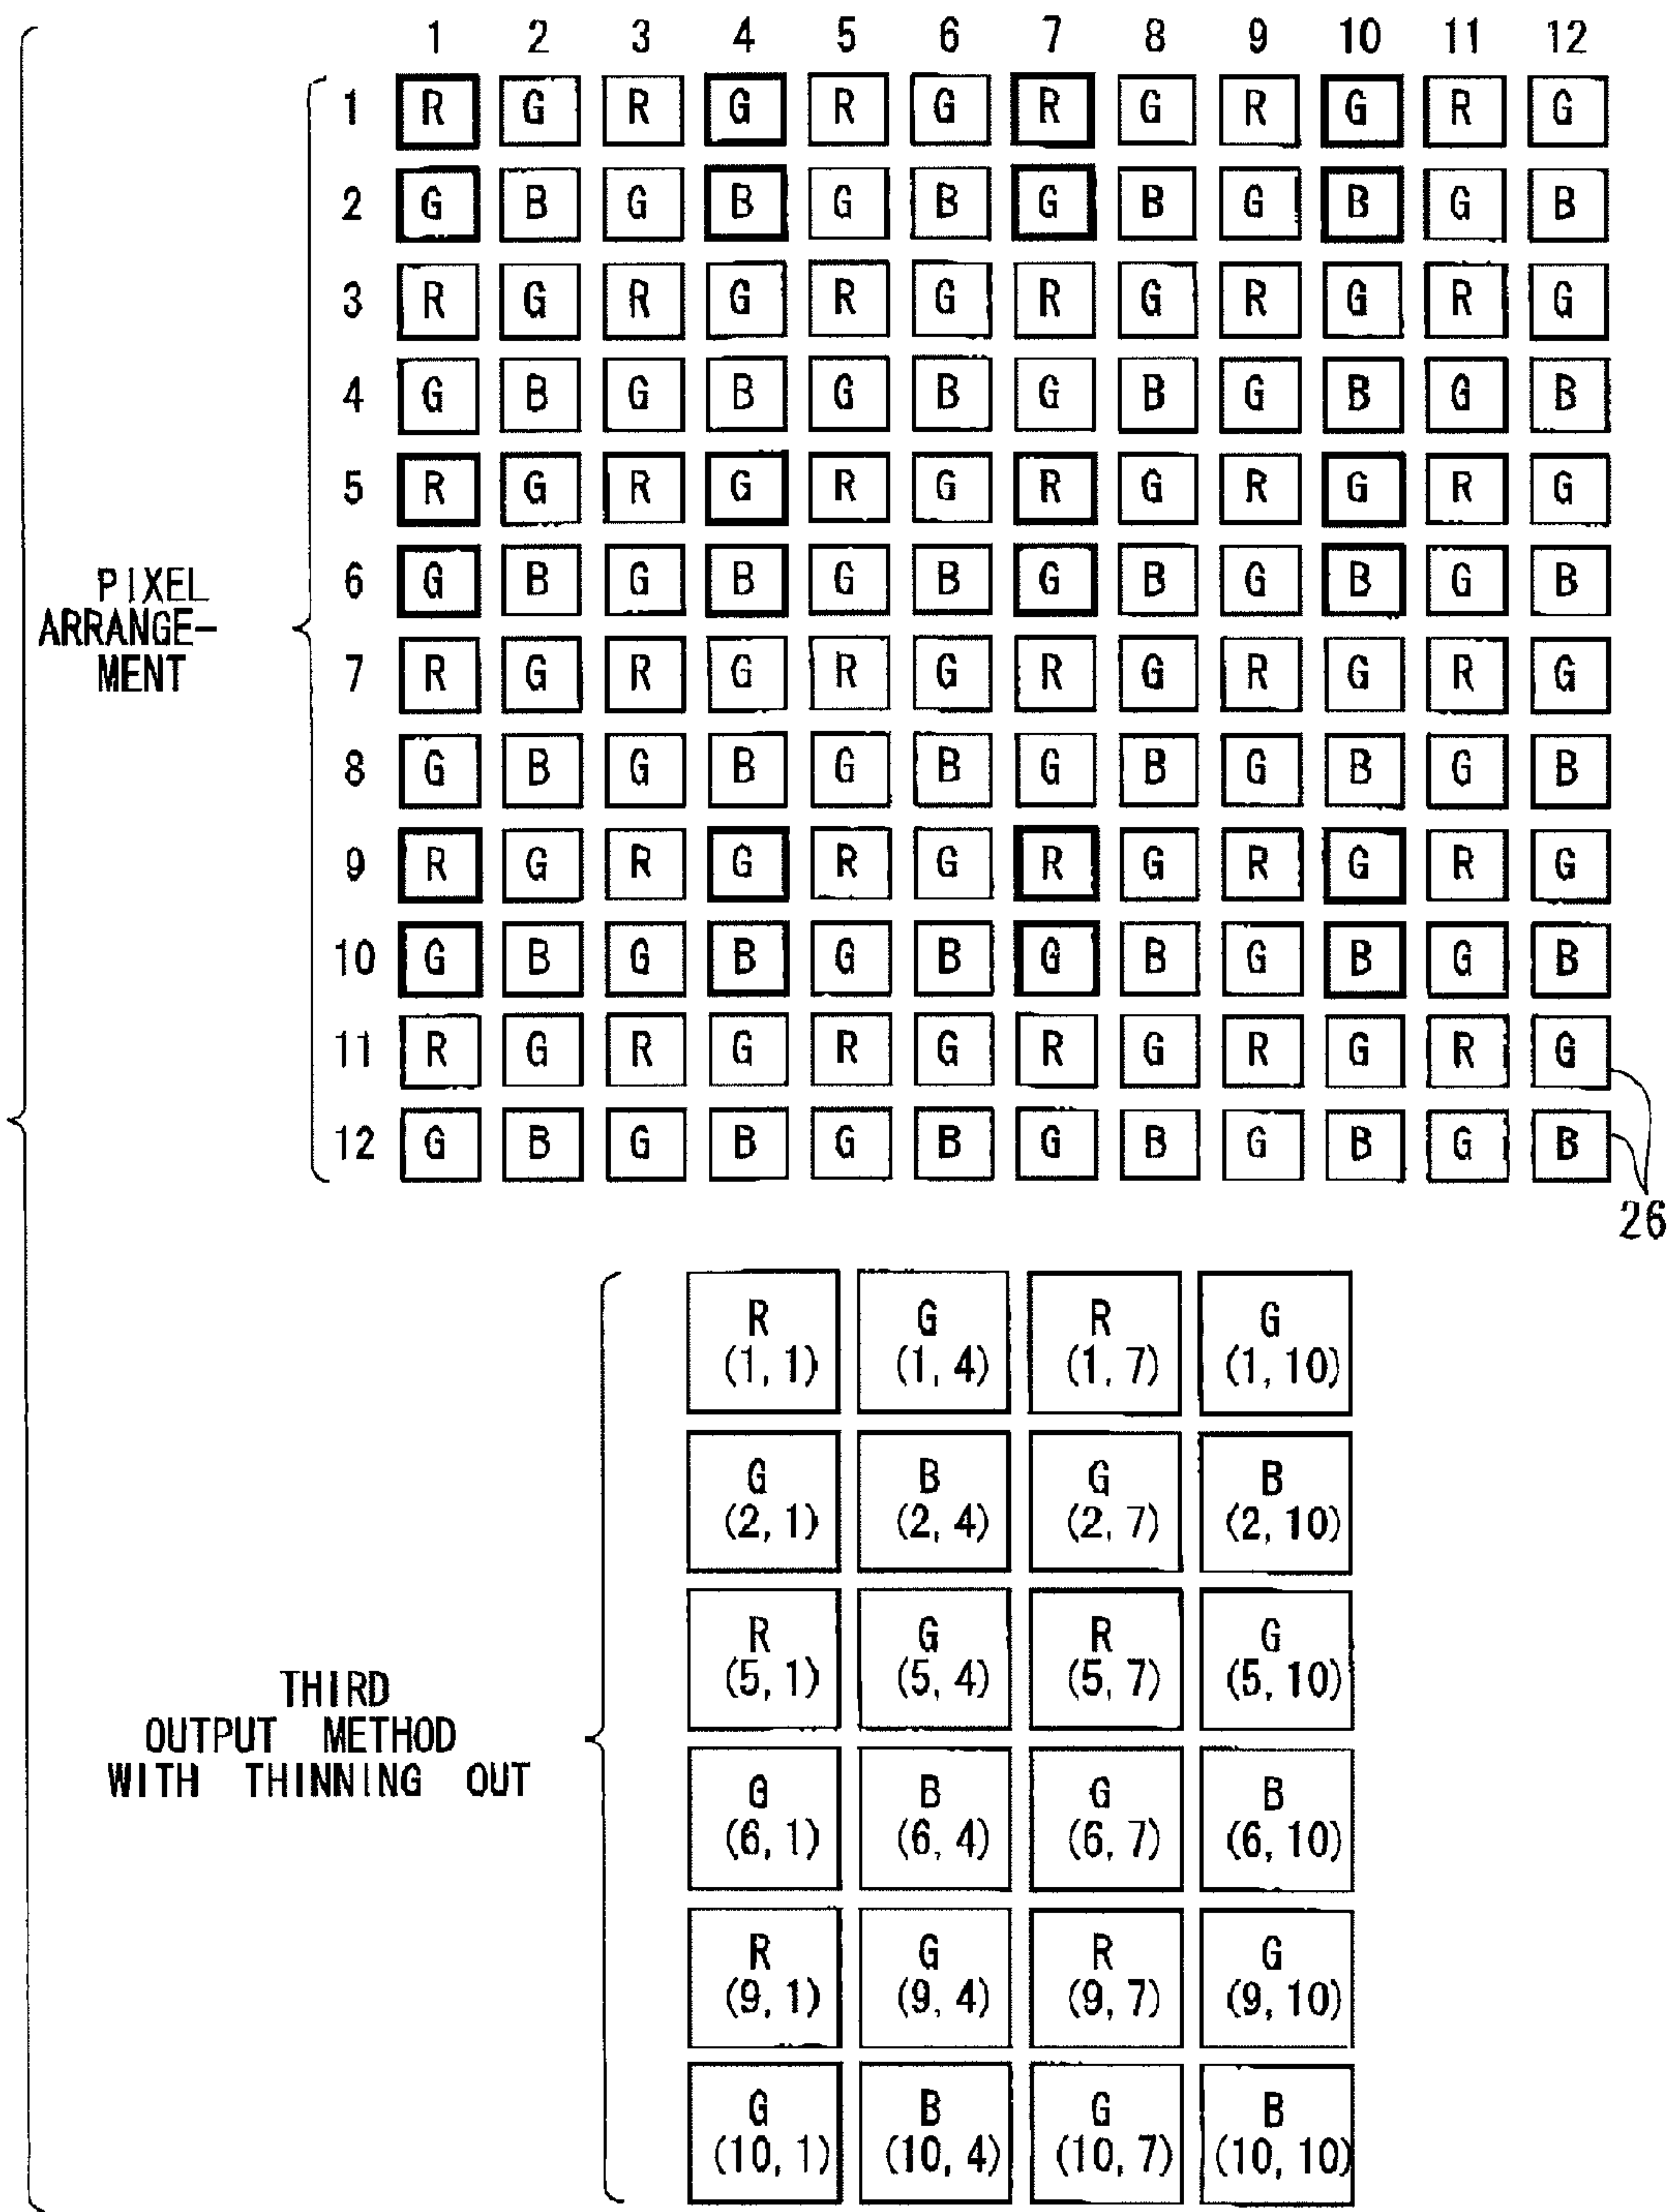 1 2 3 4 5 6 7 8 9 10 11 12
1 R G R G R G R G R G R G
2 G B G B G B G B G B G B
3 R G R G R G R G R G R G
4 G B G B G B G B G B G B
5 R G R G R G R G R G R G
6 G B G B G B G B G B G B
7 R G R G R G R G R G R G
8 G B G B G B G B G B G B
9 R G R G R G R G R G R G
10 G B G B G B G B G B G B
11 R G R G R G R G R G R G
12 G B G B G B G B G B G B
PIXEL
ARRANGE-
MENT
26
R G R G
(1, 1) (1, 4) (1, 7) (1, 10)
G B G B
(2, 1) (2, 4) (2, 7) (2, 10)
R G R G
(5, 1) (5, 4) (5, 7) (5, 10)
G B G B
(6, 1) (6, 4) (6, 7) (6, 10)
R G R G
(9, 1) (9, 4) (9, 7) (9, 10)
G B G B
(10, 1) (10, 4) (10, 7) (10, 10)
THIRD
OUTPUT METHOD
WITH THINNING OUT